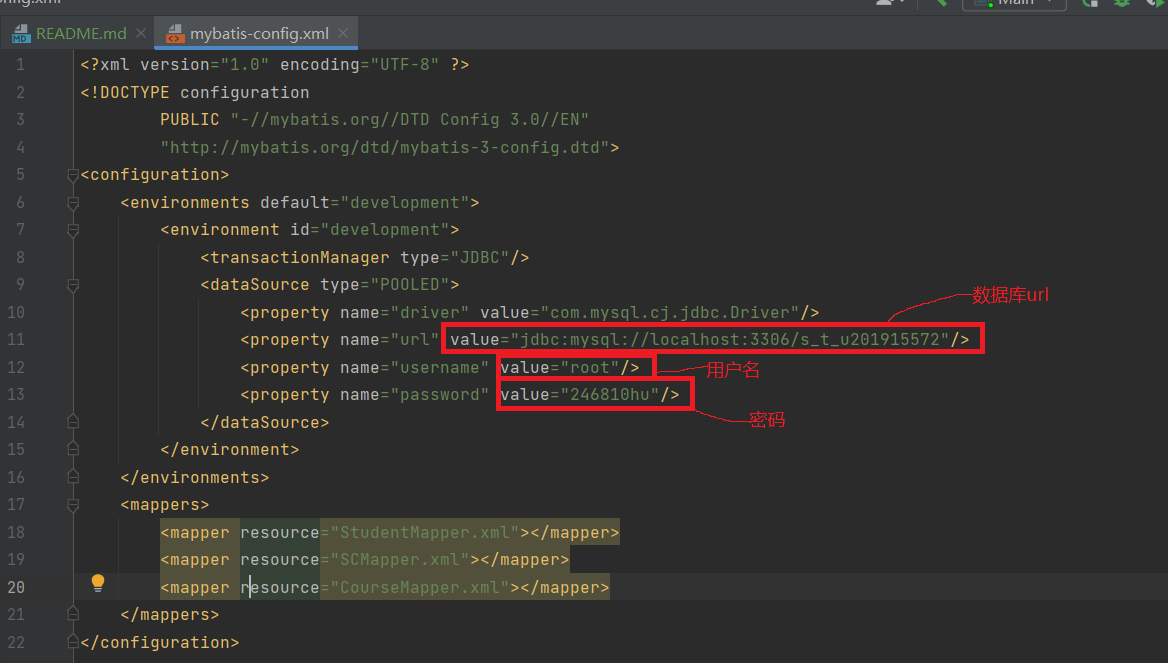 README.md mybatis-config.xml
1 <?xml version="1.0" encoding="UTF-8" ?>
2 <!DOCTYPE configuration
3 PUBLIC "-//mybatis.org//DTD Config 3.0//EN"
4 "http://mybatis.org/dtd/mybatis-3-config.dtd">
5 <configuration>
6 <environments default="development">
7 <environment id="development">
8 <transactionManager type="JDBC"/>
9 <dataSource type="POOLED">
数据库url
10 <property name="driver" value="com.mysql.cj.jdbc.Driver"/>
11 <property name="url" value="jdbc:mysql://localhost:3306/s_t_u201915572"/>
12 <property name="username" value="root"/> 用户名
13 <property name="password" value="246810hu"/>
14 </dataSource> 密码
15 </environment>
16 </environments>
17 <mappers>
18 <mapper resource="StudentMapper.xml"></mapper>
19 <mapper resource="SCMapper.xml"></mapper>
20 <mapper resource="CourseMapper.xml"></mapper>
21 </mappers>
22 </configuration>